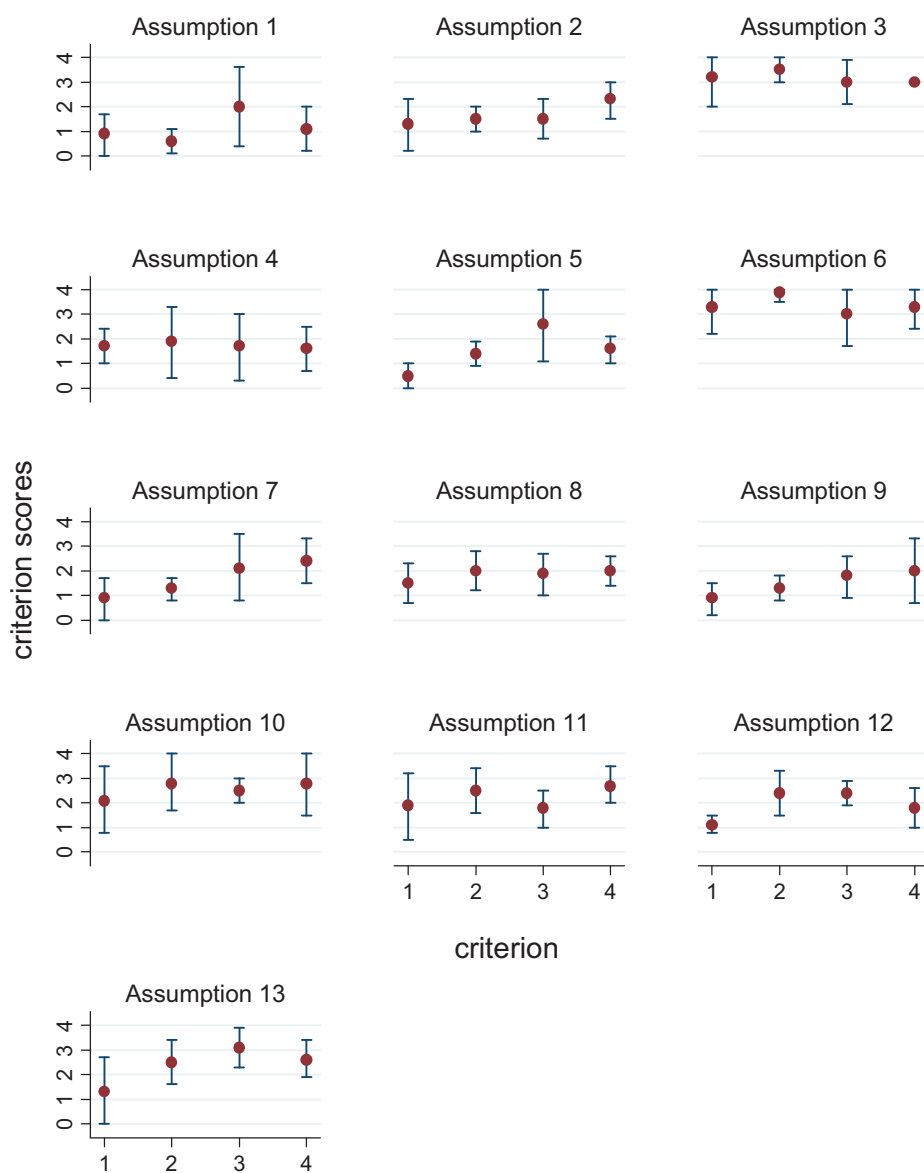 Assumption 1 Assumption 2 Assumption 3
4
3
2
1
0
Assumption 4 Assumption 5 Assumption 6
4
3
2
1
0
criterion scores
Assumption 7 Assumption 8 Assumption 9
4
3
2
1
0
Assumption 10 Assumption 11 Assumption 12
4
3
2
1
0
1 2 3 4 1 2 3 4
criterion
Assumption 13
4
3
2
1
0
1 2 3 4